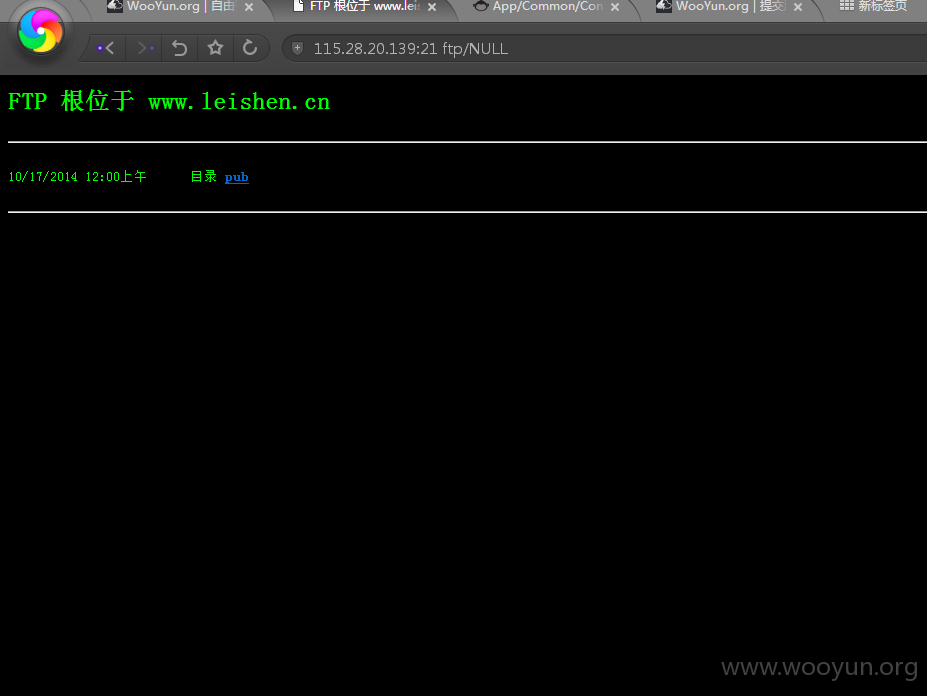 WooYun.org | 自由
FTP 根位于 www.lei
App/Common/Con
WooYun.org | 提交
新标签页
115.28.20.139:21 ftp/NULL
FTP 根位于 www.leishen.cn
10/17/2014 12:00上午 目录 pub
www.wooyun.org